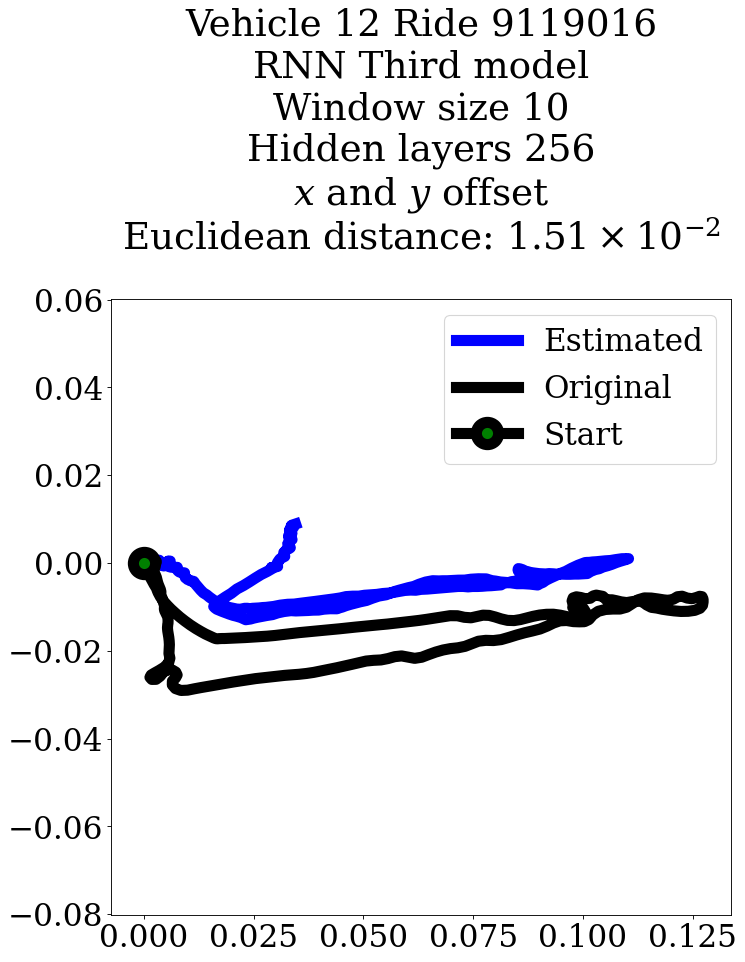 Vehicle 12 Ride 9119016
RNN Third model
Window size 10
Hidden layers 256
x and y offset
Euclidean distance: 1.51 × 10⁻²
Estimated
Original
Start
0.06
0.04
0.02
0.00
−0.02
−0.04
−0.06
−0.08
0.000 0.025 0.050 0.075 0.100 0.125